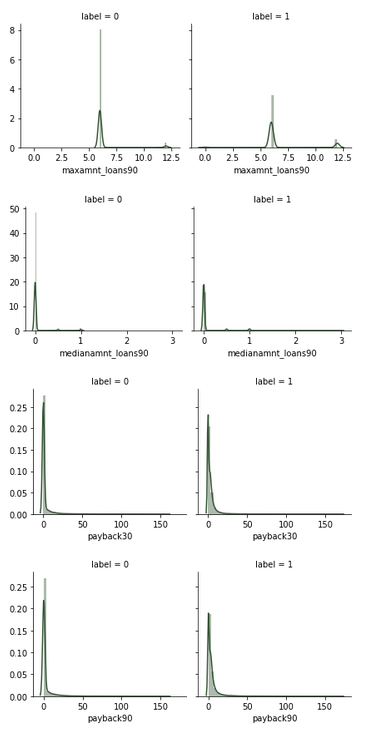 label = 0 label = 1
8
6
4
2
0
0.0 2.5 5.0 7.5 10.0 12.5 0.0 2.5 5.0 7.5 10.0 12.5
maxamnt_loans90 maxamnt_loans90
label = 0 label = 1
50
40
30
20
10
0
0 1 2 3 0 1 2 3
medianamnt_loans90 medianamnt_loans90
label = 0 label = 1
0.25
0.20
0.15
0.10
0.05
0.00
0 50 100 150 0 50 100 150
payback30 payback30
label = 0 label = 1
0.25
0.20
0.15
0.10
0.05
0.00
0 50 100 150 0 50 100 150
payback90 payback90